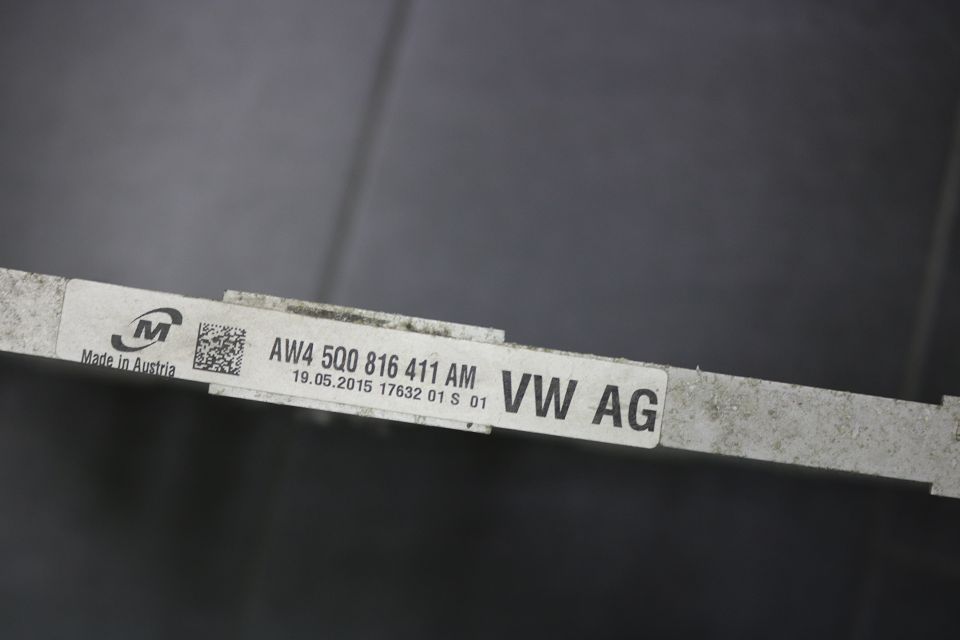 M
Made in Austria
AW4 5Q0 816 411 AM
19.05.2015 17632 01 S 01
VW AG